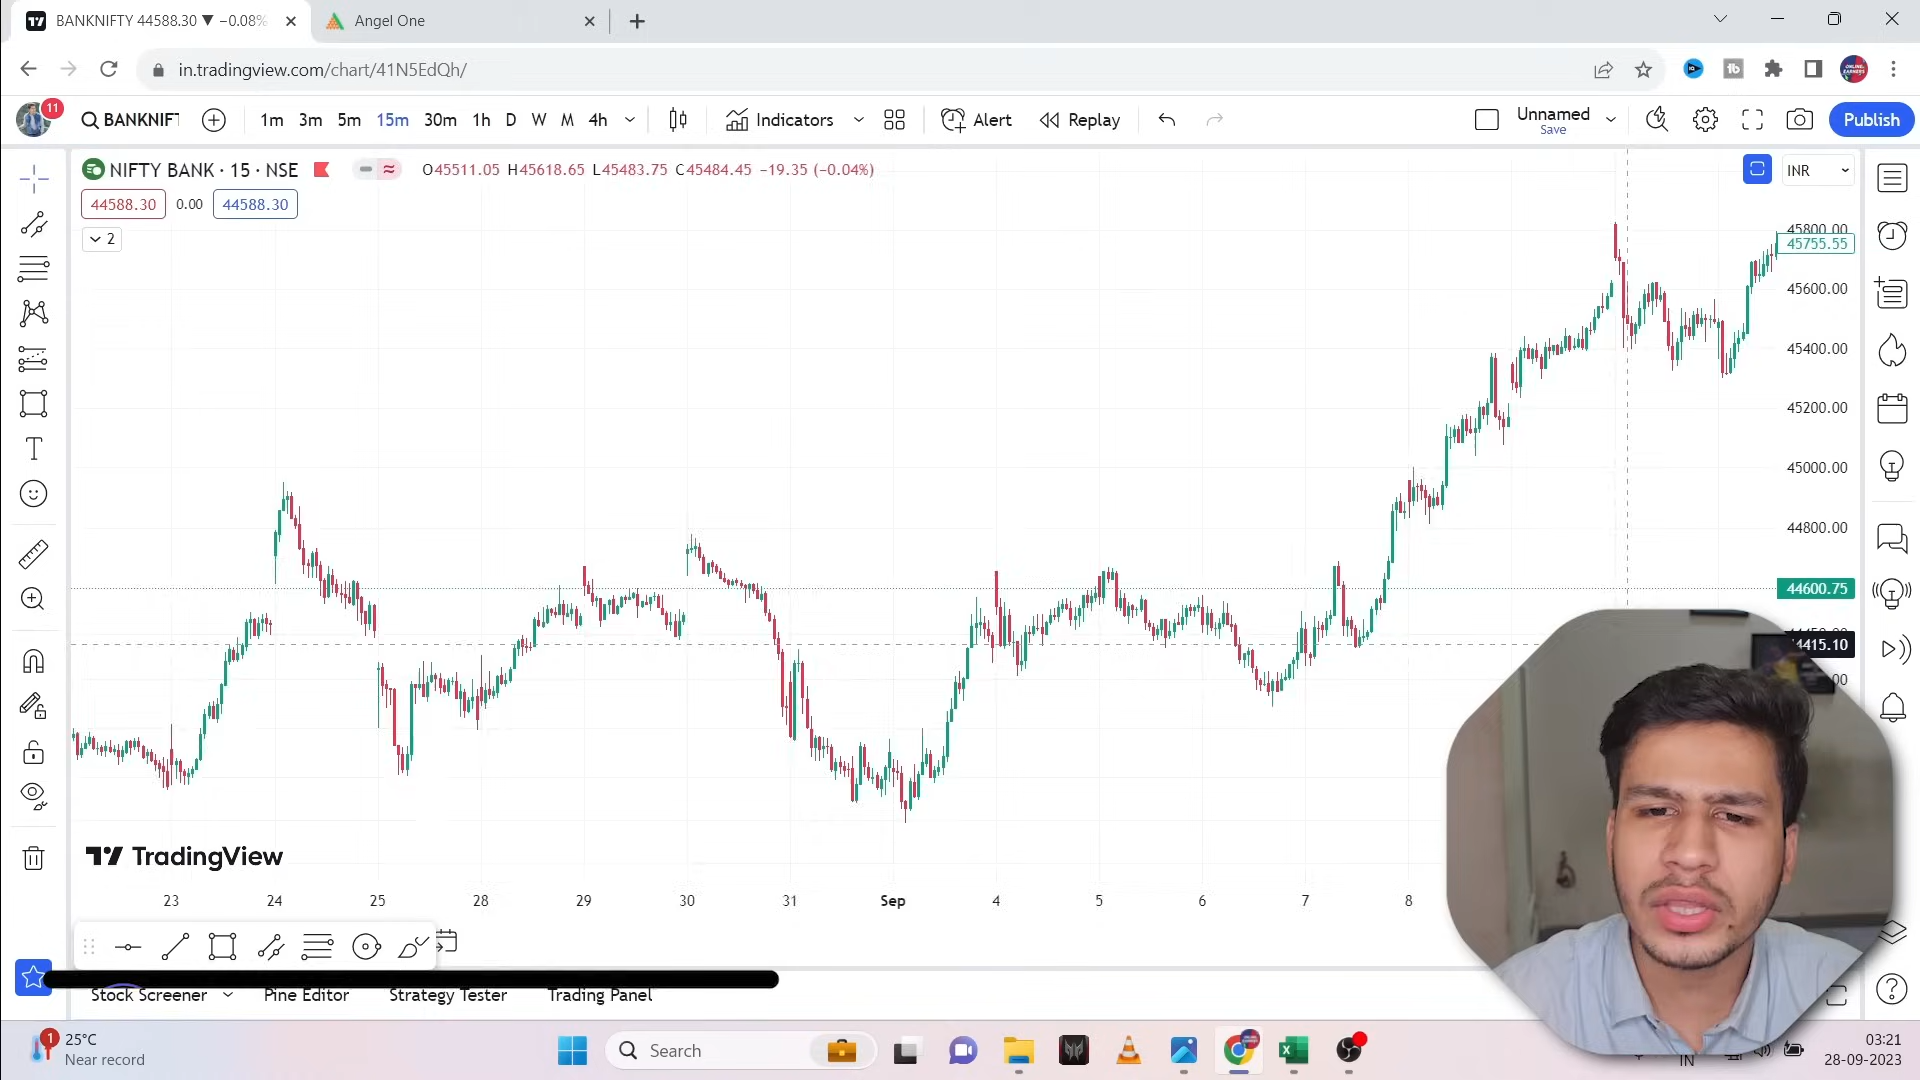 BANKNIFTY 44588.30 ▼ −0.08%
Angel One
in.tradingview.com/chart/41N5EdQh/
11
BANKNIFT
1m 3m 5m 15m 30m 1h D W M 4h
Indicators
Alert
Replay
Unnamed
Save
Publish
NIFTY BANK · 15 · NSE
O45511.05 H45618.65 L45483.75 C45484.45 −19.35 (−0.04%)
INR
44588.30 0.00 44588.30
2
45800.00
45755.55
45600.00
45400.00
45200.00
45000.00
44800.00
44600.75
4415.10
TradingView
23 24 25 28 29 30 31 Sep 4 5 6 7 8
Stock Screener
Pine Editor
Strategy Tester
Trading Panel
1
25°C
Near record
Search
IN
03:21
28-09-2023